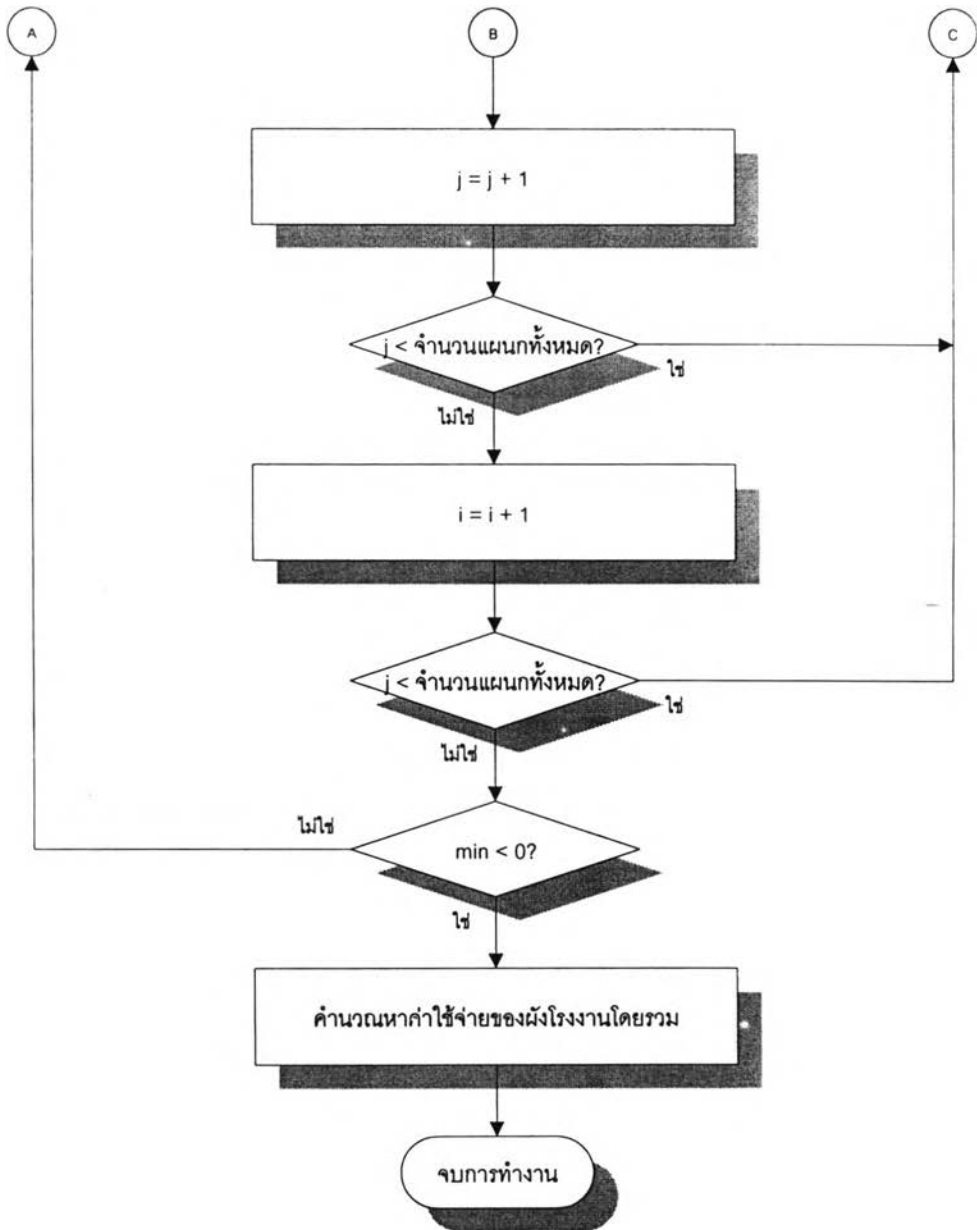 A
B
C
j = j + 1
j < จำนวนแผนกทั้งหมด?
ใช่
ไม่ใช่
i = i + 1
j < จำนวนแผนกทั้งหมด?
ใช่
ไม่ใช่
ไม่ใช่
min < 0?
ใช่
คำนวณหาค่าใช้จ่ายของผังโรงงานโดยรวม
จบการทำงาน